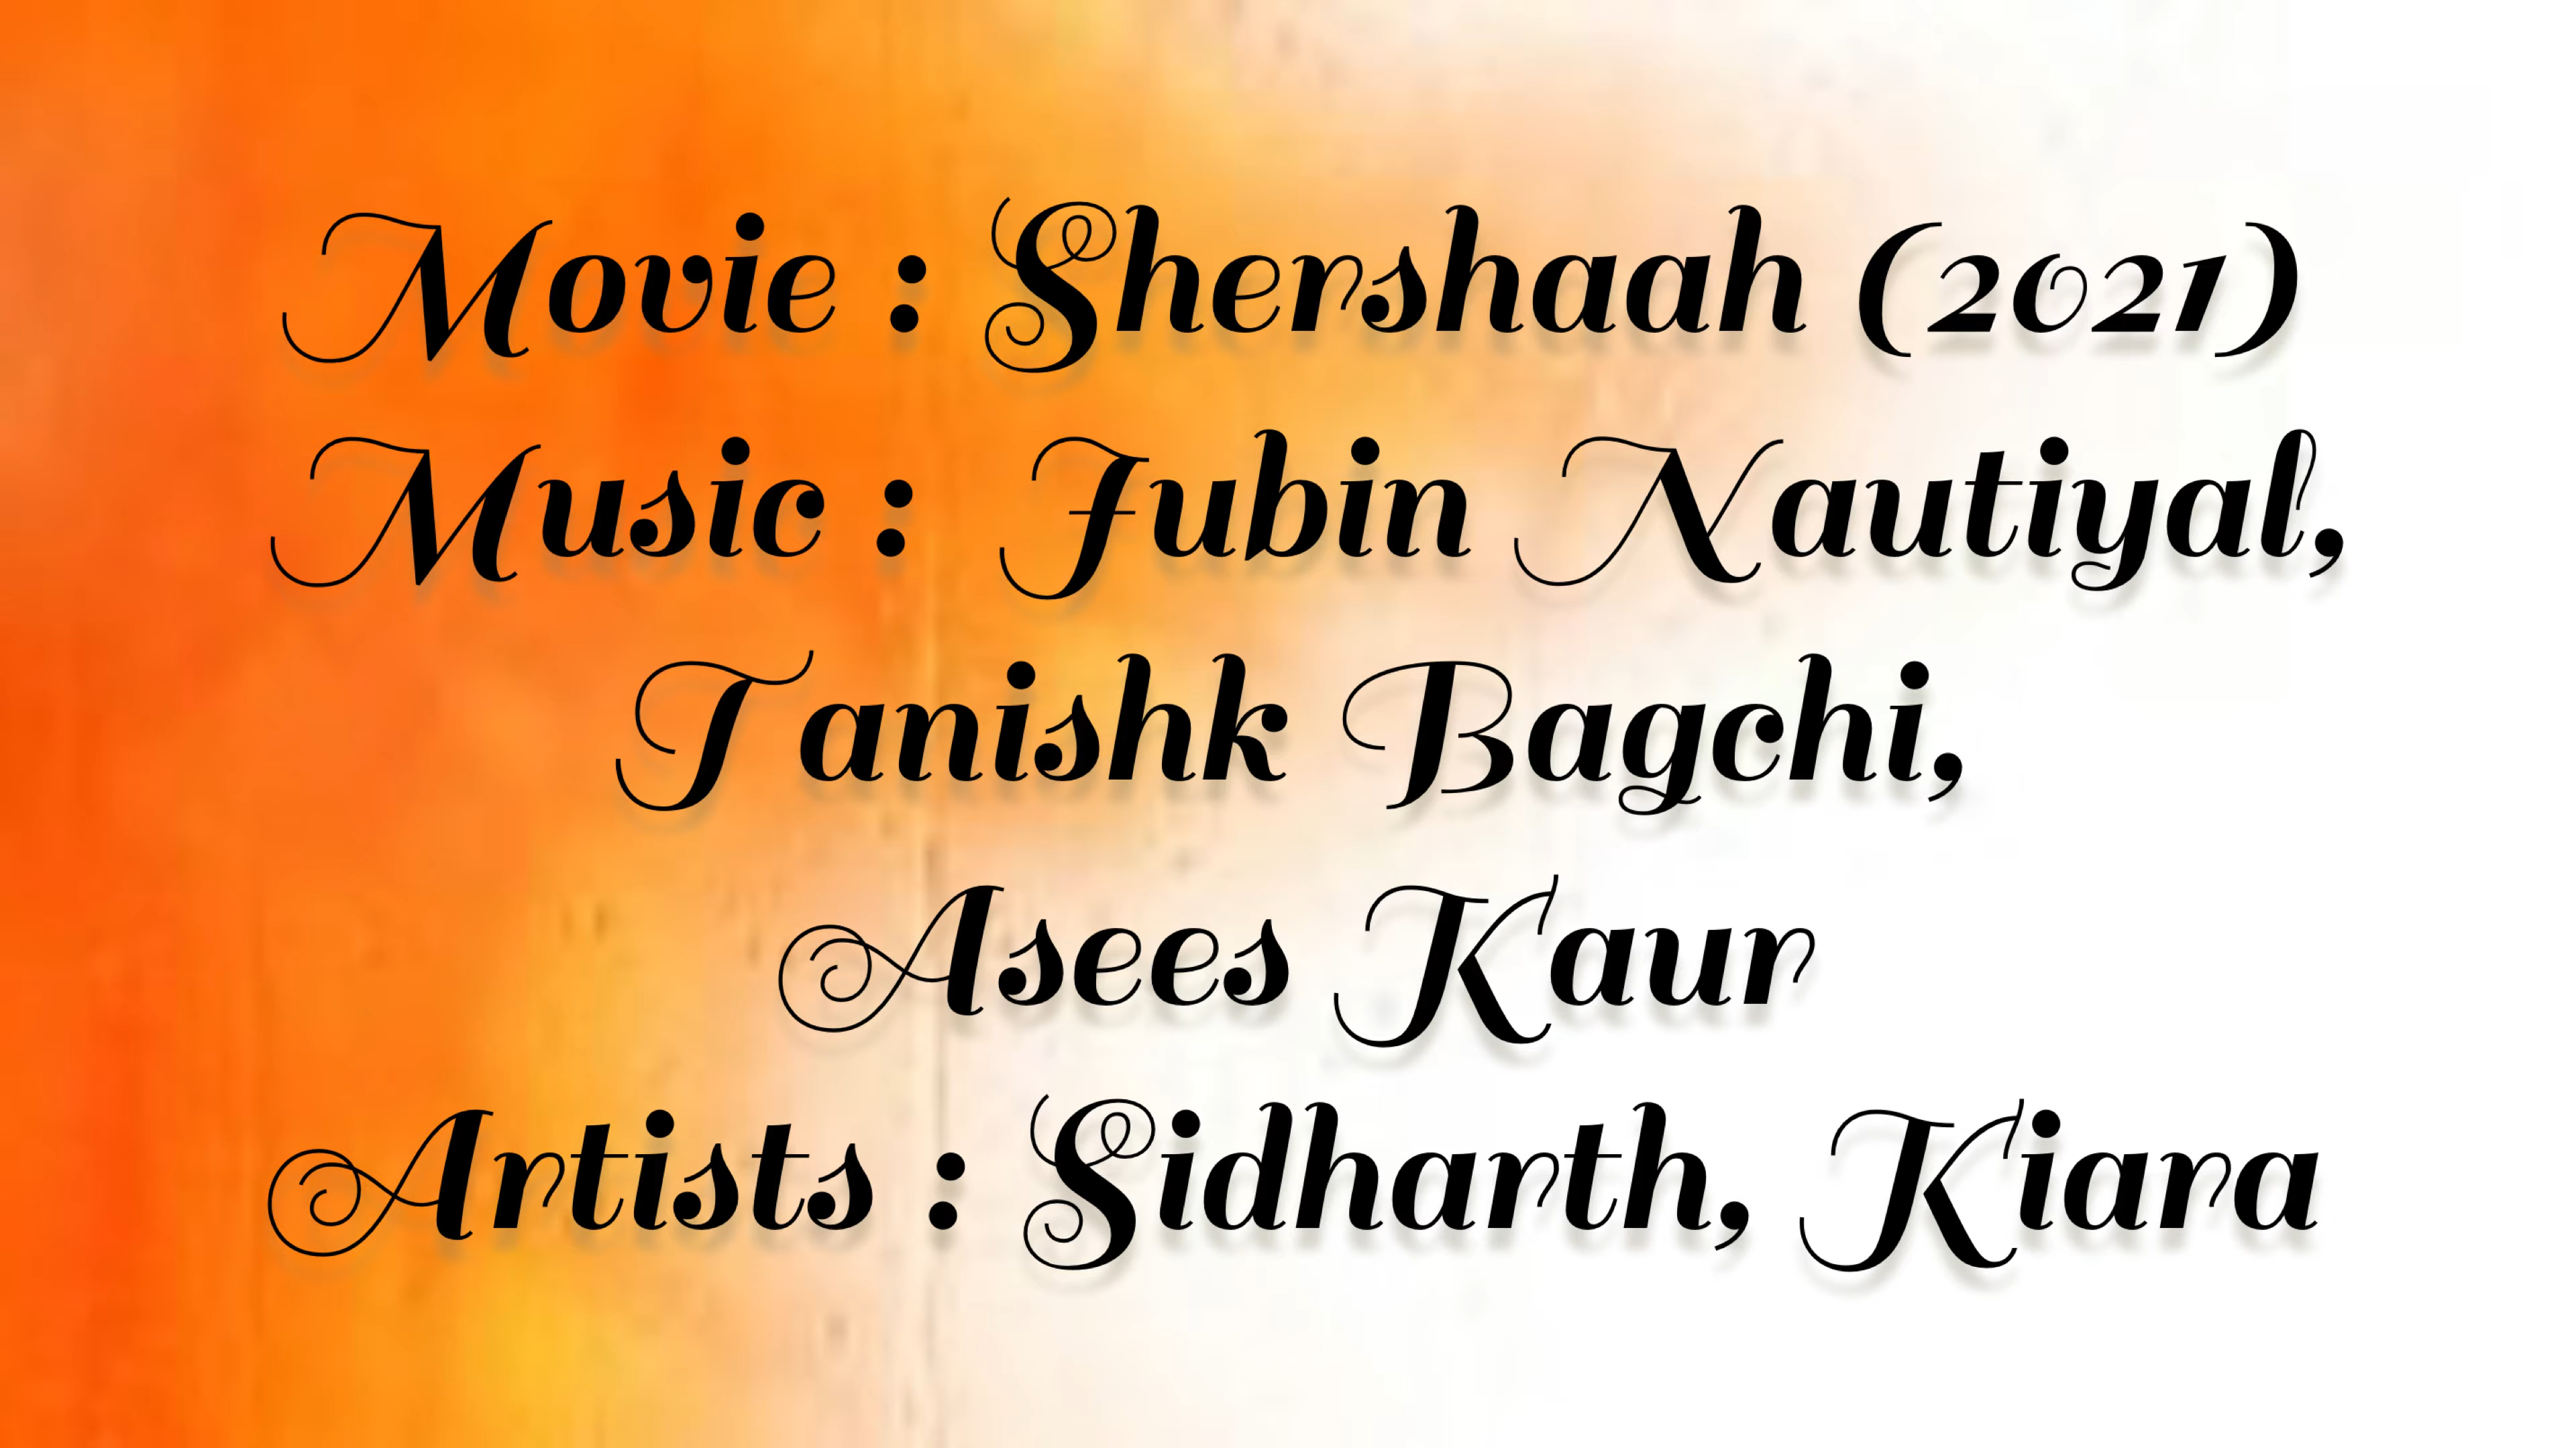 Movie : Shershaah (2021)
Music : Jubin Nautiyal,
Tanishk Bagchi,
Asees Kaur
Artists : Sidharth, Kiara